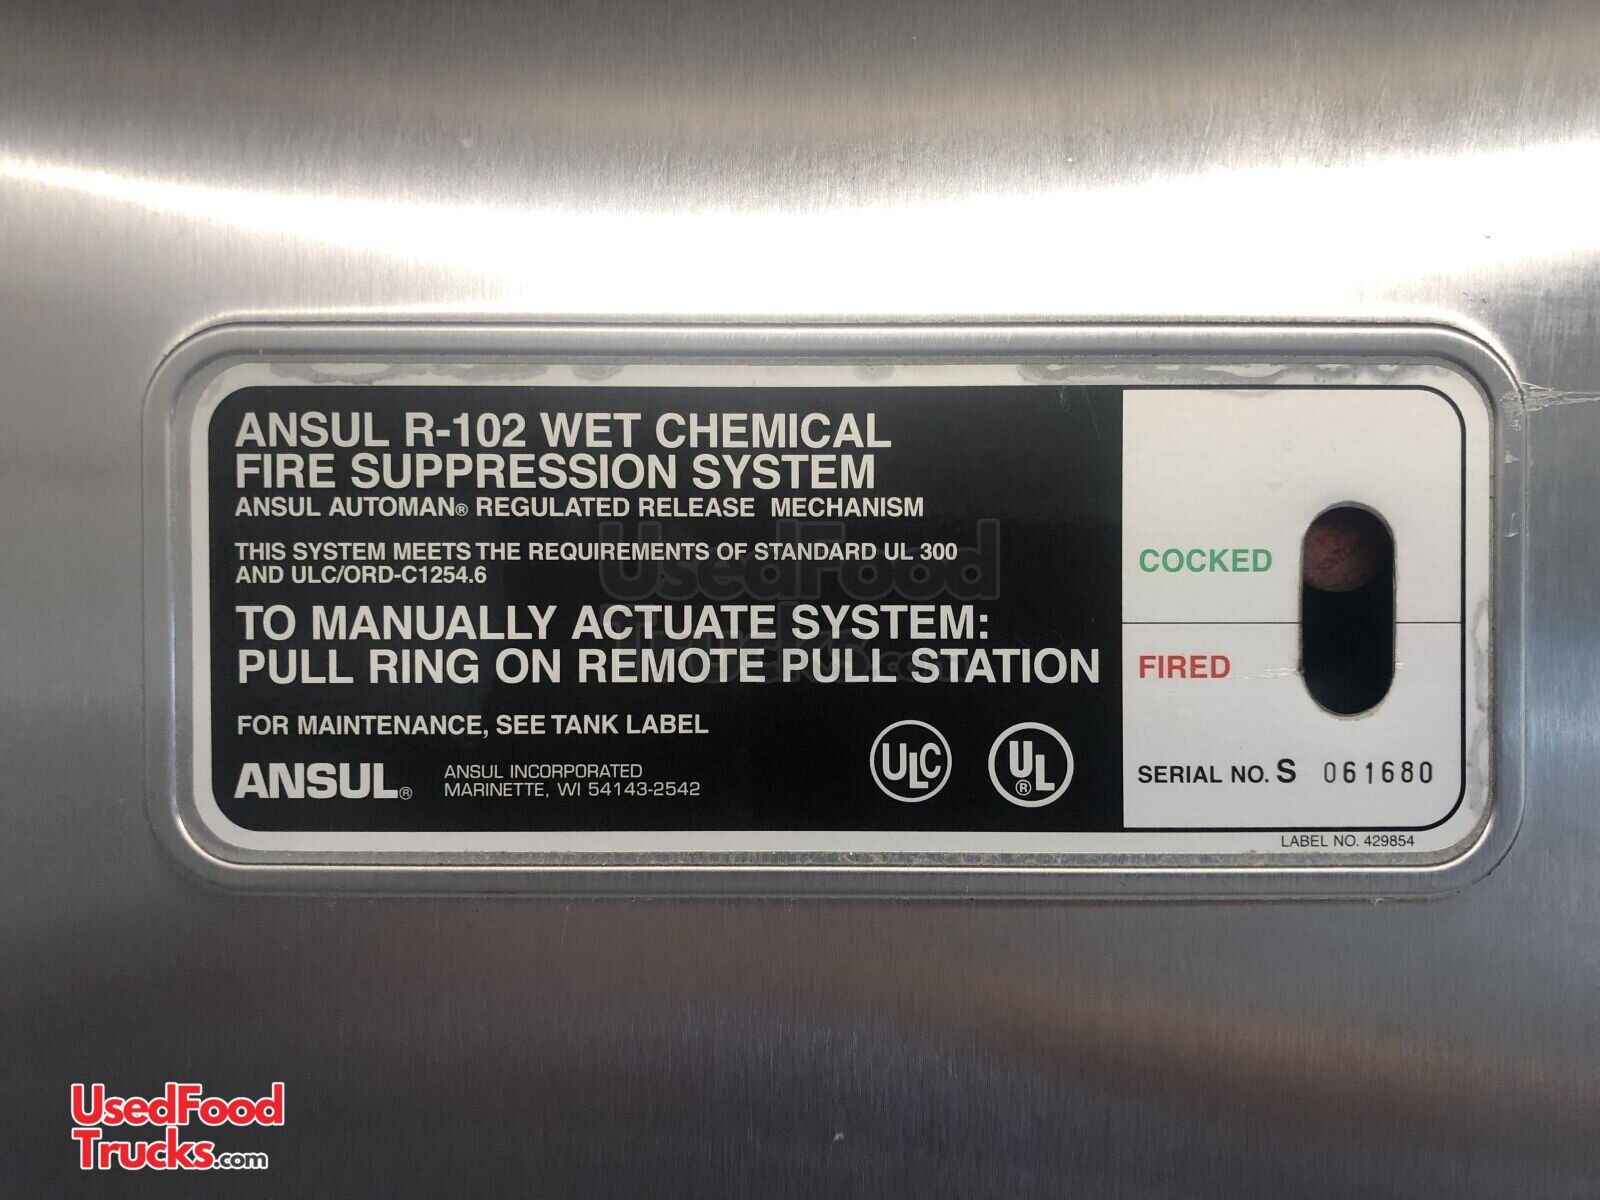 ANSUL R-102 WET CHEMICAL
FIRE SUPPRESSION SYSTEM
ANSUL AUTOMAN® REGULATED RELEASE MECHANISM
THIS SYSTEM MEETS THE REQUIREMENTS OF STANDARD UL 300
AND ULC/ORD-C1254.6
TO MANUALLY ACTUATE SYSTEM:
PULL RING ON REMOTE PULL STATION
FOR MAINTENANCE, SEE TANK LABEL
ANSUL®
ANSUL INCORPORATED
MARINETTE, WI 54143-2542
ULC
UL®
COCKED
FIRED
SERIAL NO. S 061680
LABEL NO. 429854
UsedFood
Trucks.com
UsedFood
Trucks.com